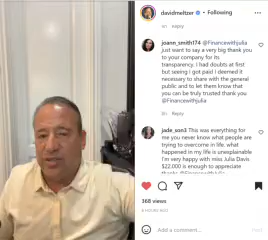 davidmeltzer • Following
Reply
joann_smith174 @Financewithjulia
just want to say a very big thank you
to your company for its
transparency. I had doubts at first
but seeing I got paid I deemed it
necessary to share with the general
public and to let them know that
you can be truly trusted thank you
@Financewithjulia
Reply
jade_son3 This was everything for
me you never know what people are
trying to overcome in life. what
happened in my life is unexplainable
I'm very happy with miss Julia Davis
$22.000 is enough to appreciate
thanks @Financewithjulia
368 views
Add a comment...